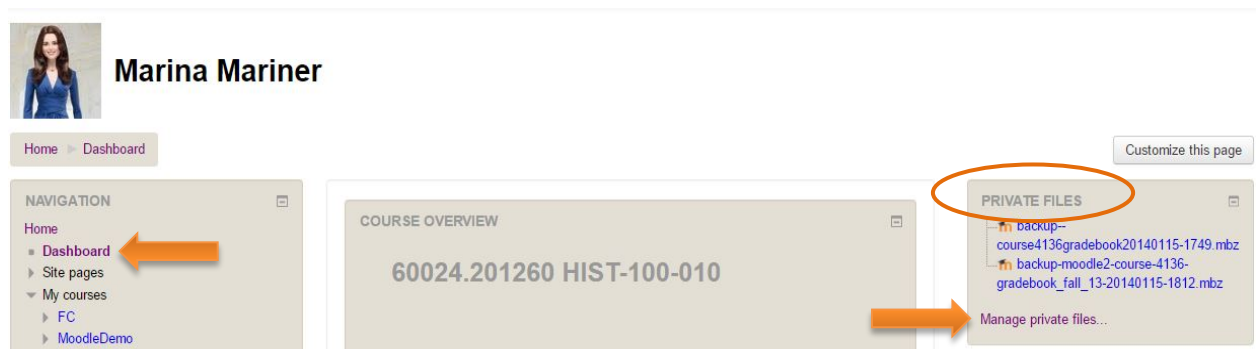 Marina Mariner
Home Dashboard
Customize this page
NAVIGATION
Home
Dashboard
Site pages
My courses
FC
MoodleDemo
COURSE OVERVIEW
60024.201260 HIST-100-010
PRIVATE FILES
backup--
course4136gradebook20140115-1749.mbz
backup-moodle2-course-4136-
gradebook_fall_13-20140115-1812.mbz
Manage private files...